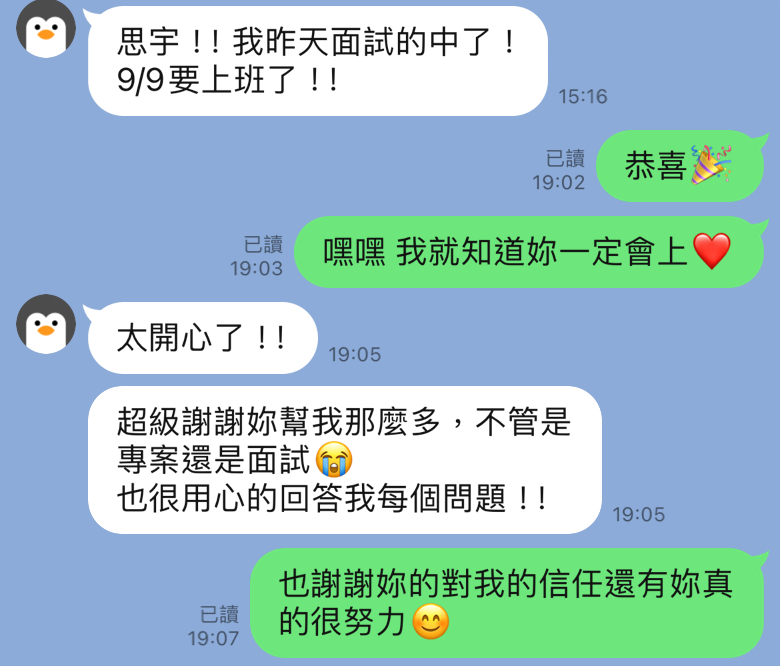 思宇!! 我昨天面試的中了!
9/9要上班了!!
15:16
已讀
19:02
恭喜🎉
已讀
19:03
嘿嘿 我就知道妳一定會上❤️
太開心了!!
19:05
超級謝謝妳幫我那麼多，不管是
專案還是面試😭
也很用心的回答我每個問題!!
19:05
已讀
19:07
也謝謝妳的對我的信任還有妳真
的很努力😊